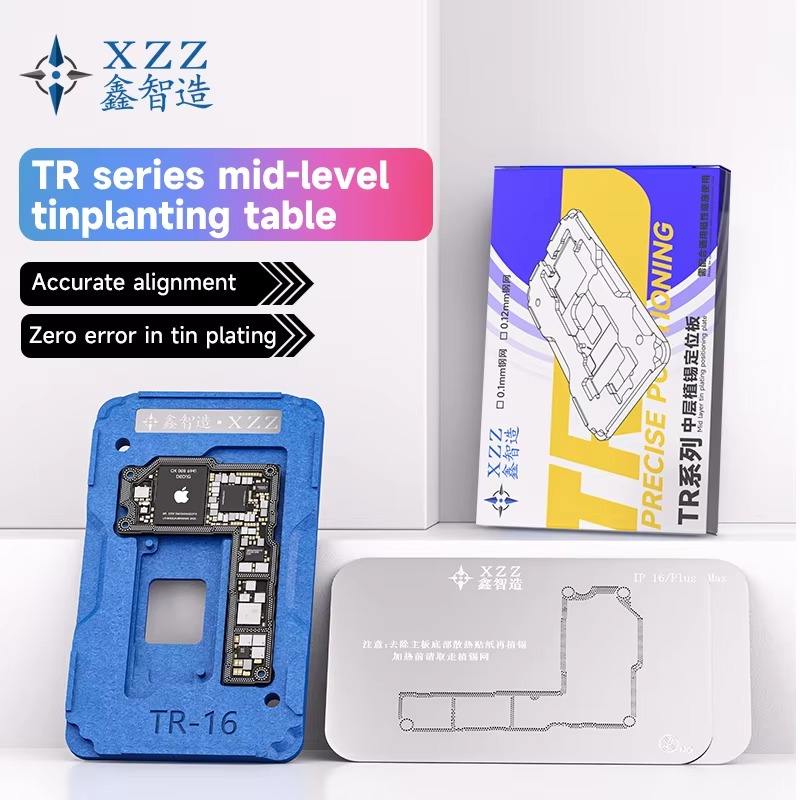 XZZ
鑫智造
TR series mid-level
tinplanting table
Accurate alignment
Zero error in tin plating
鑫智造·XZZ
TR-16
□ 0.1mm钢网 □ 0.12mm钢网
XZZ
鑫智造
TR
PRECISE POSITIONING
TR系列 中层植锡定位板
Mid layer tin plating positioning plate
XZZ
鑫智造
IP 16/Plus Max
注意:去除主板底部散热贴纸再植锡
加热前请取走植锡网